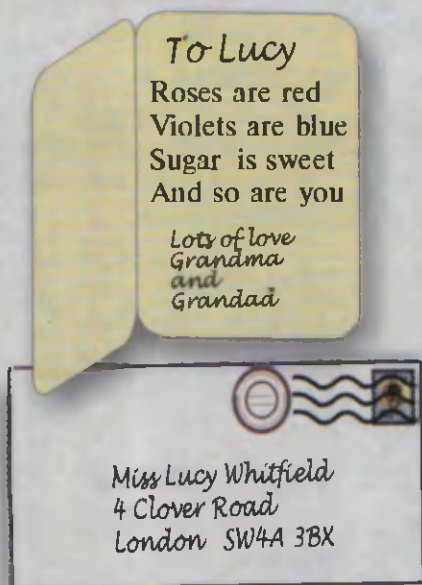 To Lucy
Roses are red
Violets are blue
Sugar is sweet
And so are you
Lots of love
Grandma
and
Grandad
Miss Lucy Whitfield
4 Clover Road
London SW4A 3BX